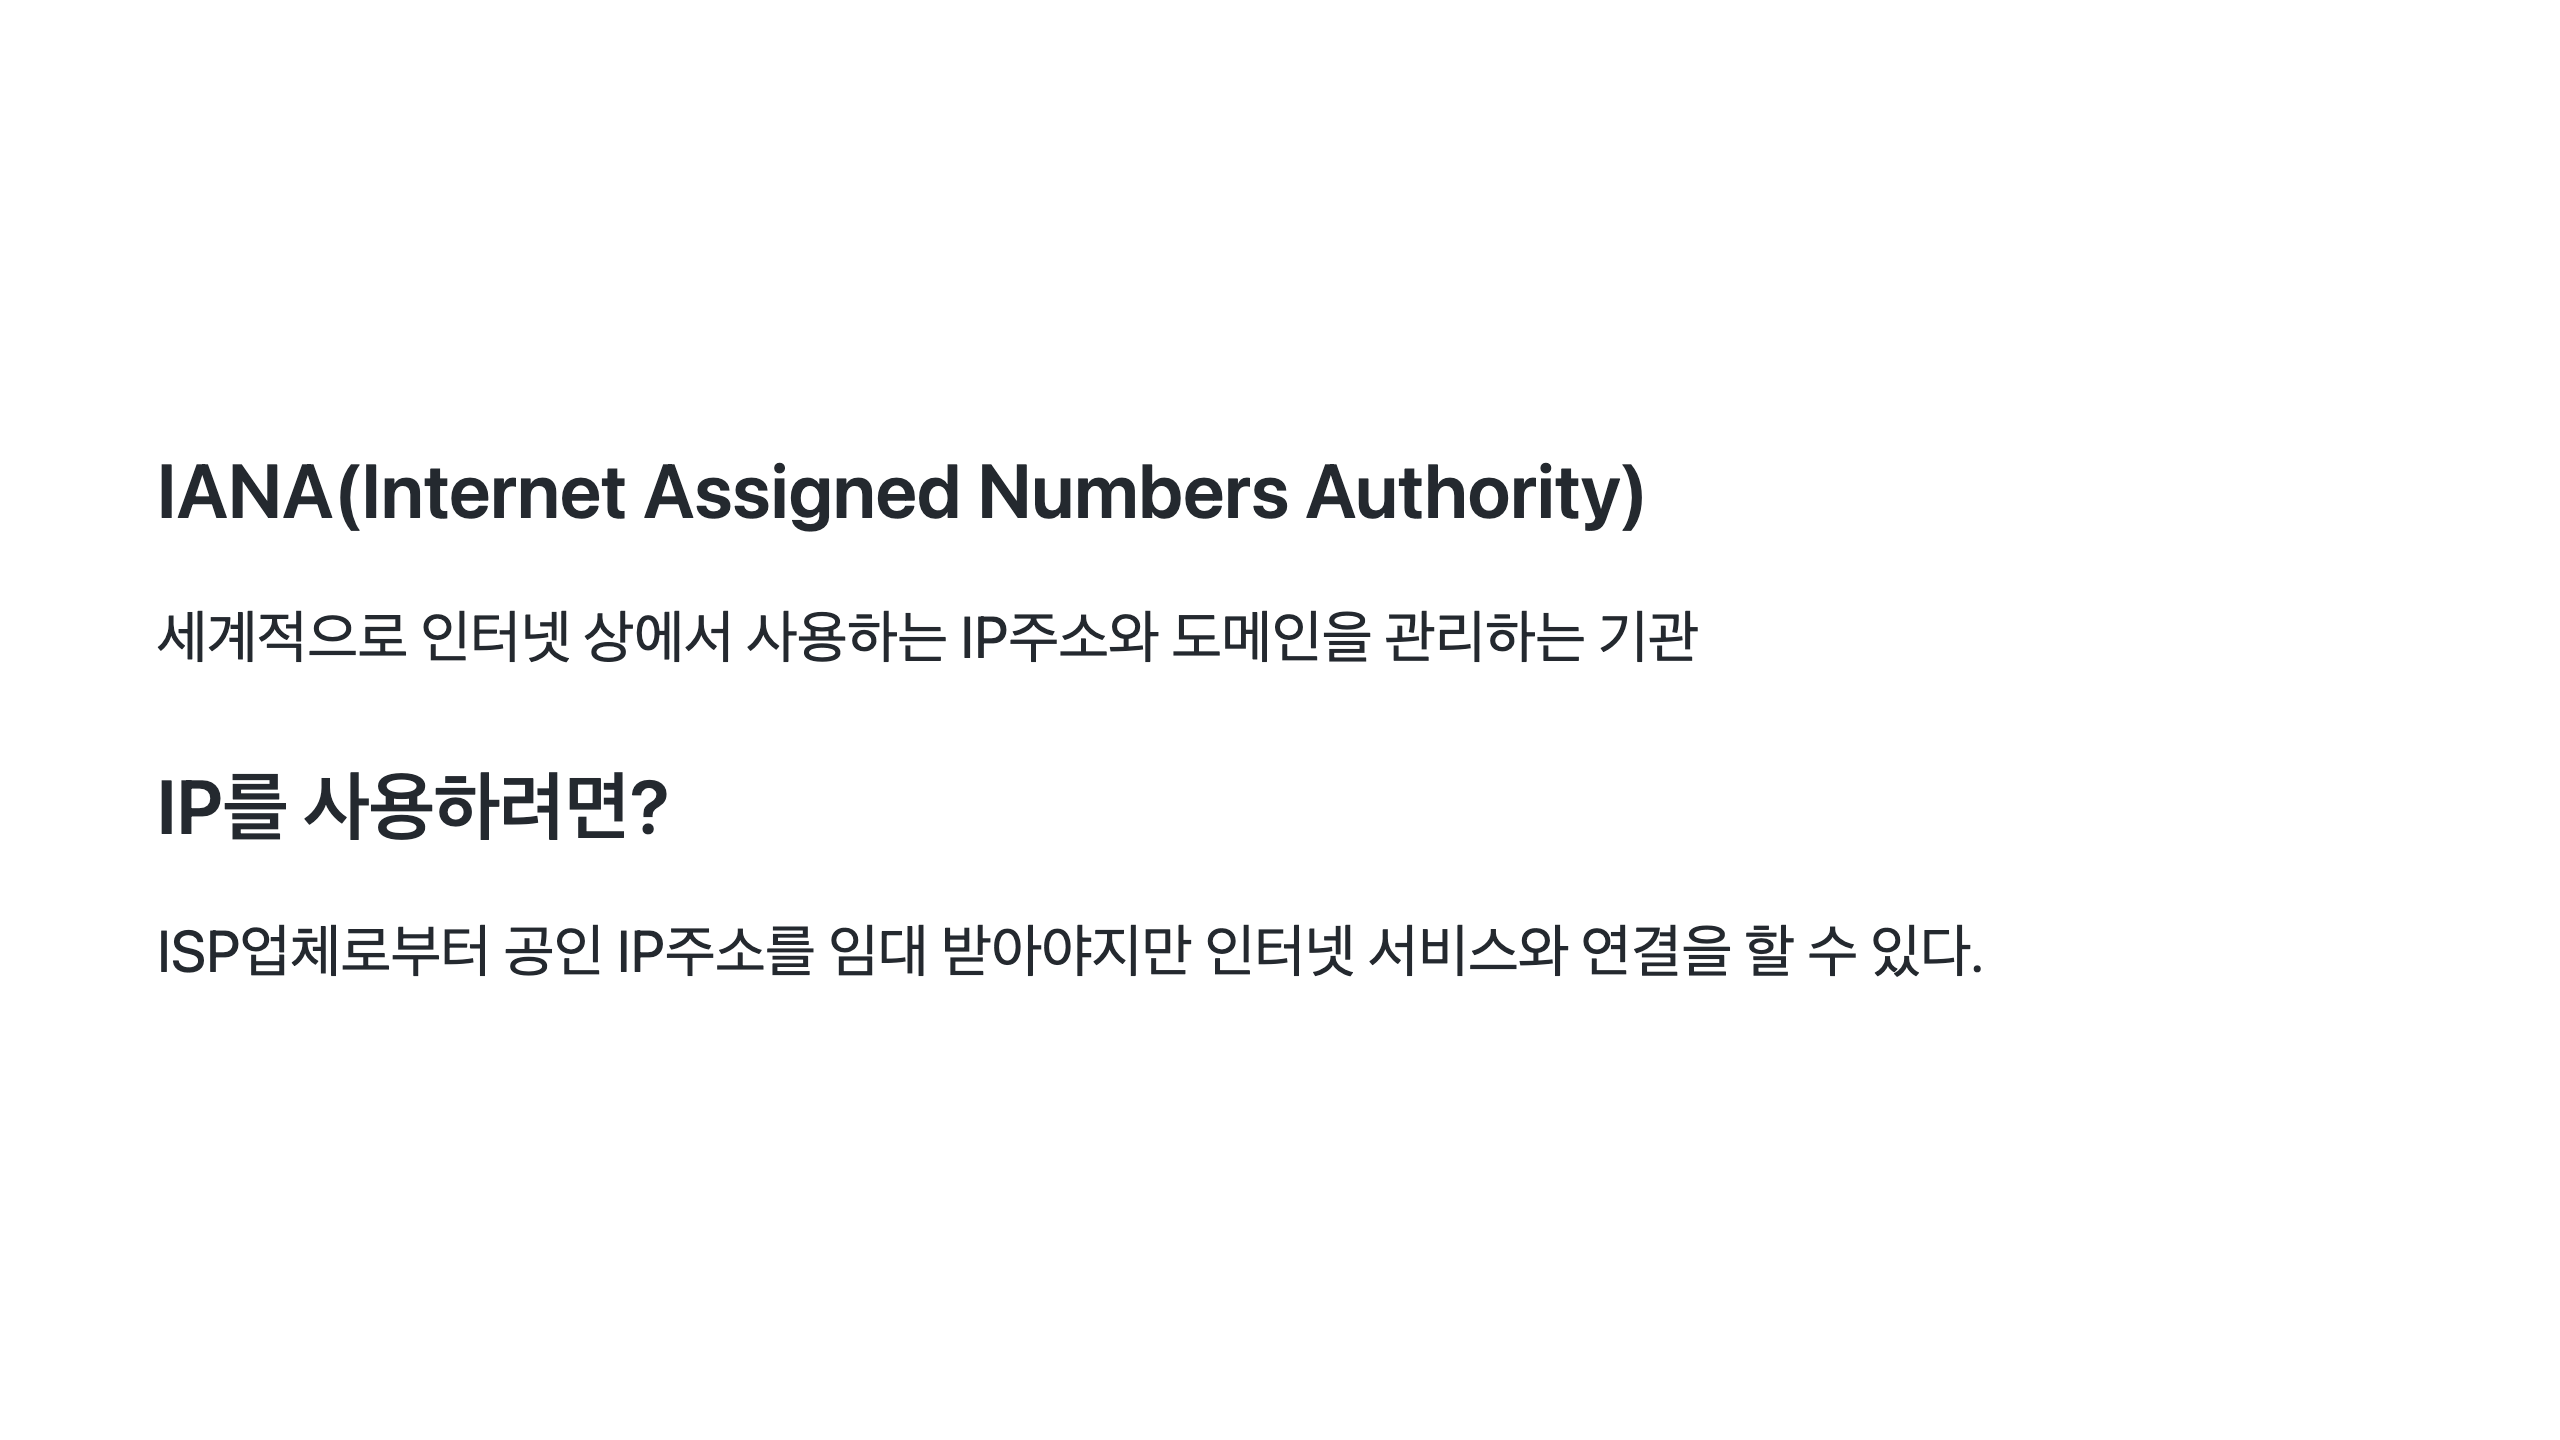 IANA(Internet Assigned Numbers Authority)
세계적으로 인터넷 상에서 사용하는 IP주소와 도메인을 관리하는 기관
IP를 사용하려면?
ISP업체로부터 공인 IP주소를 임대 받아야지만 인터넷 서비스와 연결을 할 수 있다.